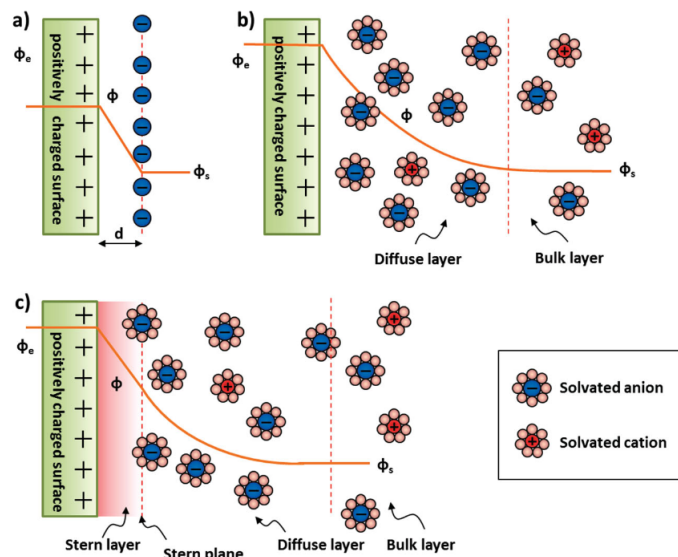 a)
Φe
positively
charged surface
Φ
Φs
d
b)
Φe
positively
charged surface
Φ
Φs
Diffuse layer
Bulk layer
c)
Φe
positively charged surface
Φ
Φs
Stern layer
Stern plane
Diffuse layer
Bulk layer
Solvated anion
Solvated cation